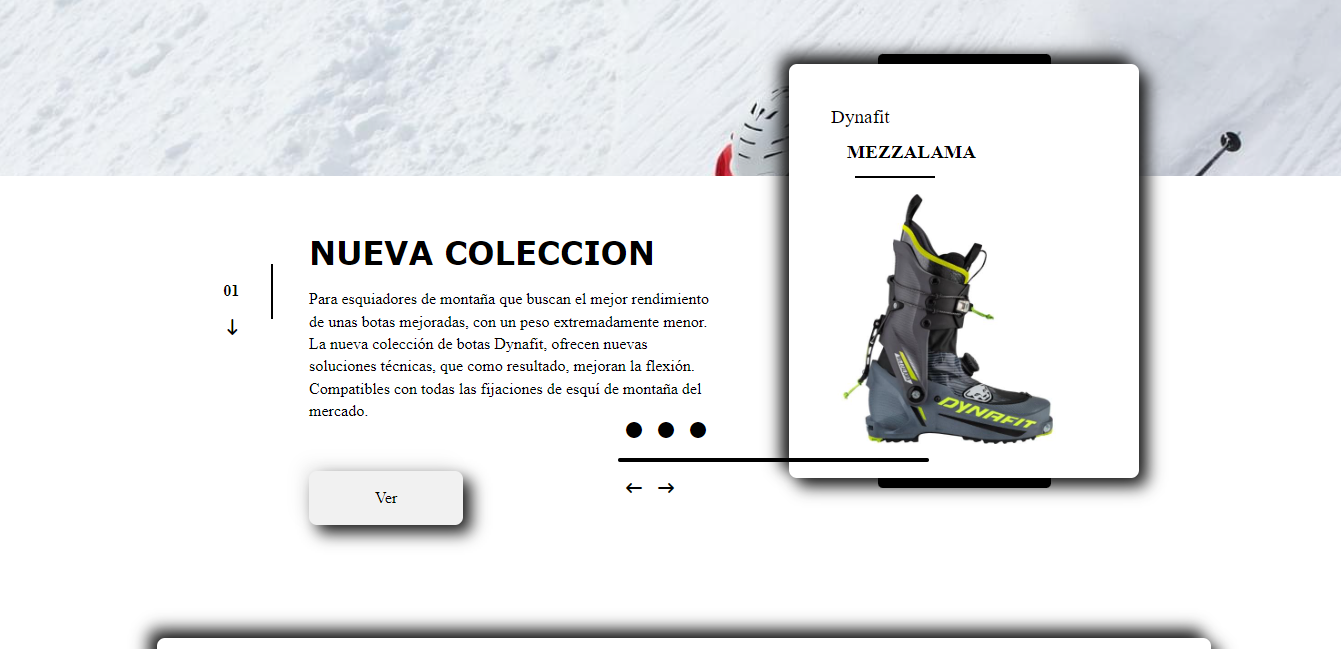 Dynafit
MEZZALAMA
NUEVA COLECCION
01
Para esquiadores de montaña que buscan el mejor rendimiento
de unas botas mejoradas, con un peso extremadamente menor.
La nueva colección de botas Dynafit, ofrecen nuevas
soluciones técnicas, que como resultado, mejoran la flexión.
Compatibles con todas las fijaciones de esquí de montaña del
mercado.
DYNAFIT
Ver